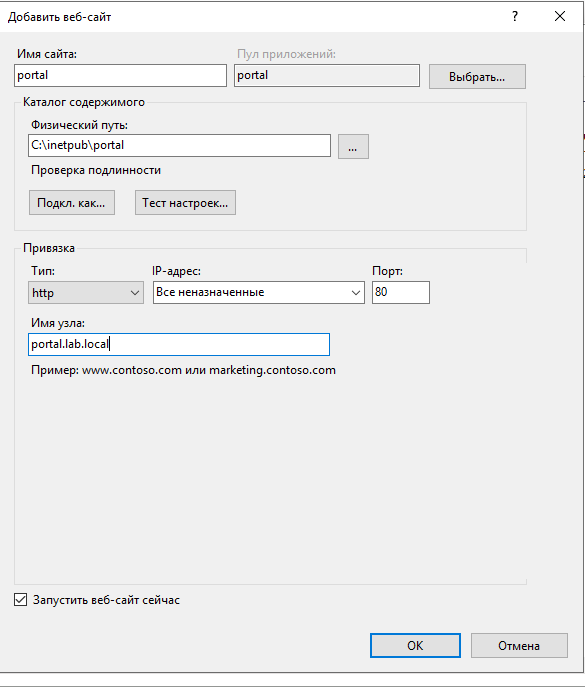 Добавить веб-сайт ?
Имя сайта: Пул приложений:
portal portal Выбрать...
Каталог содержимого
Физический путь:
C:\inetpub\portal ...
Проверка подлинности
Подкл. как... Тест настроек...
Привязка
Тип: IP-адрес: Порт:
http Все неназначенные 80
Имя узла:
portal.lab.local
Пример: www.contoso.com или marketing.contoso.com
Запустить веб-сайт сейчас
OK Отмена